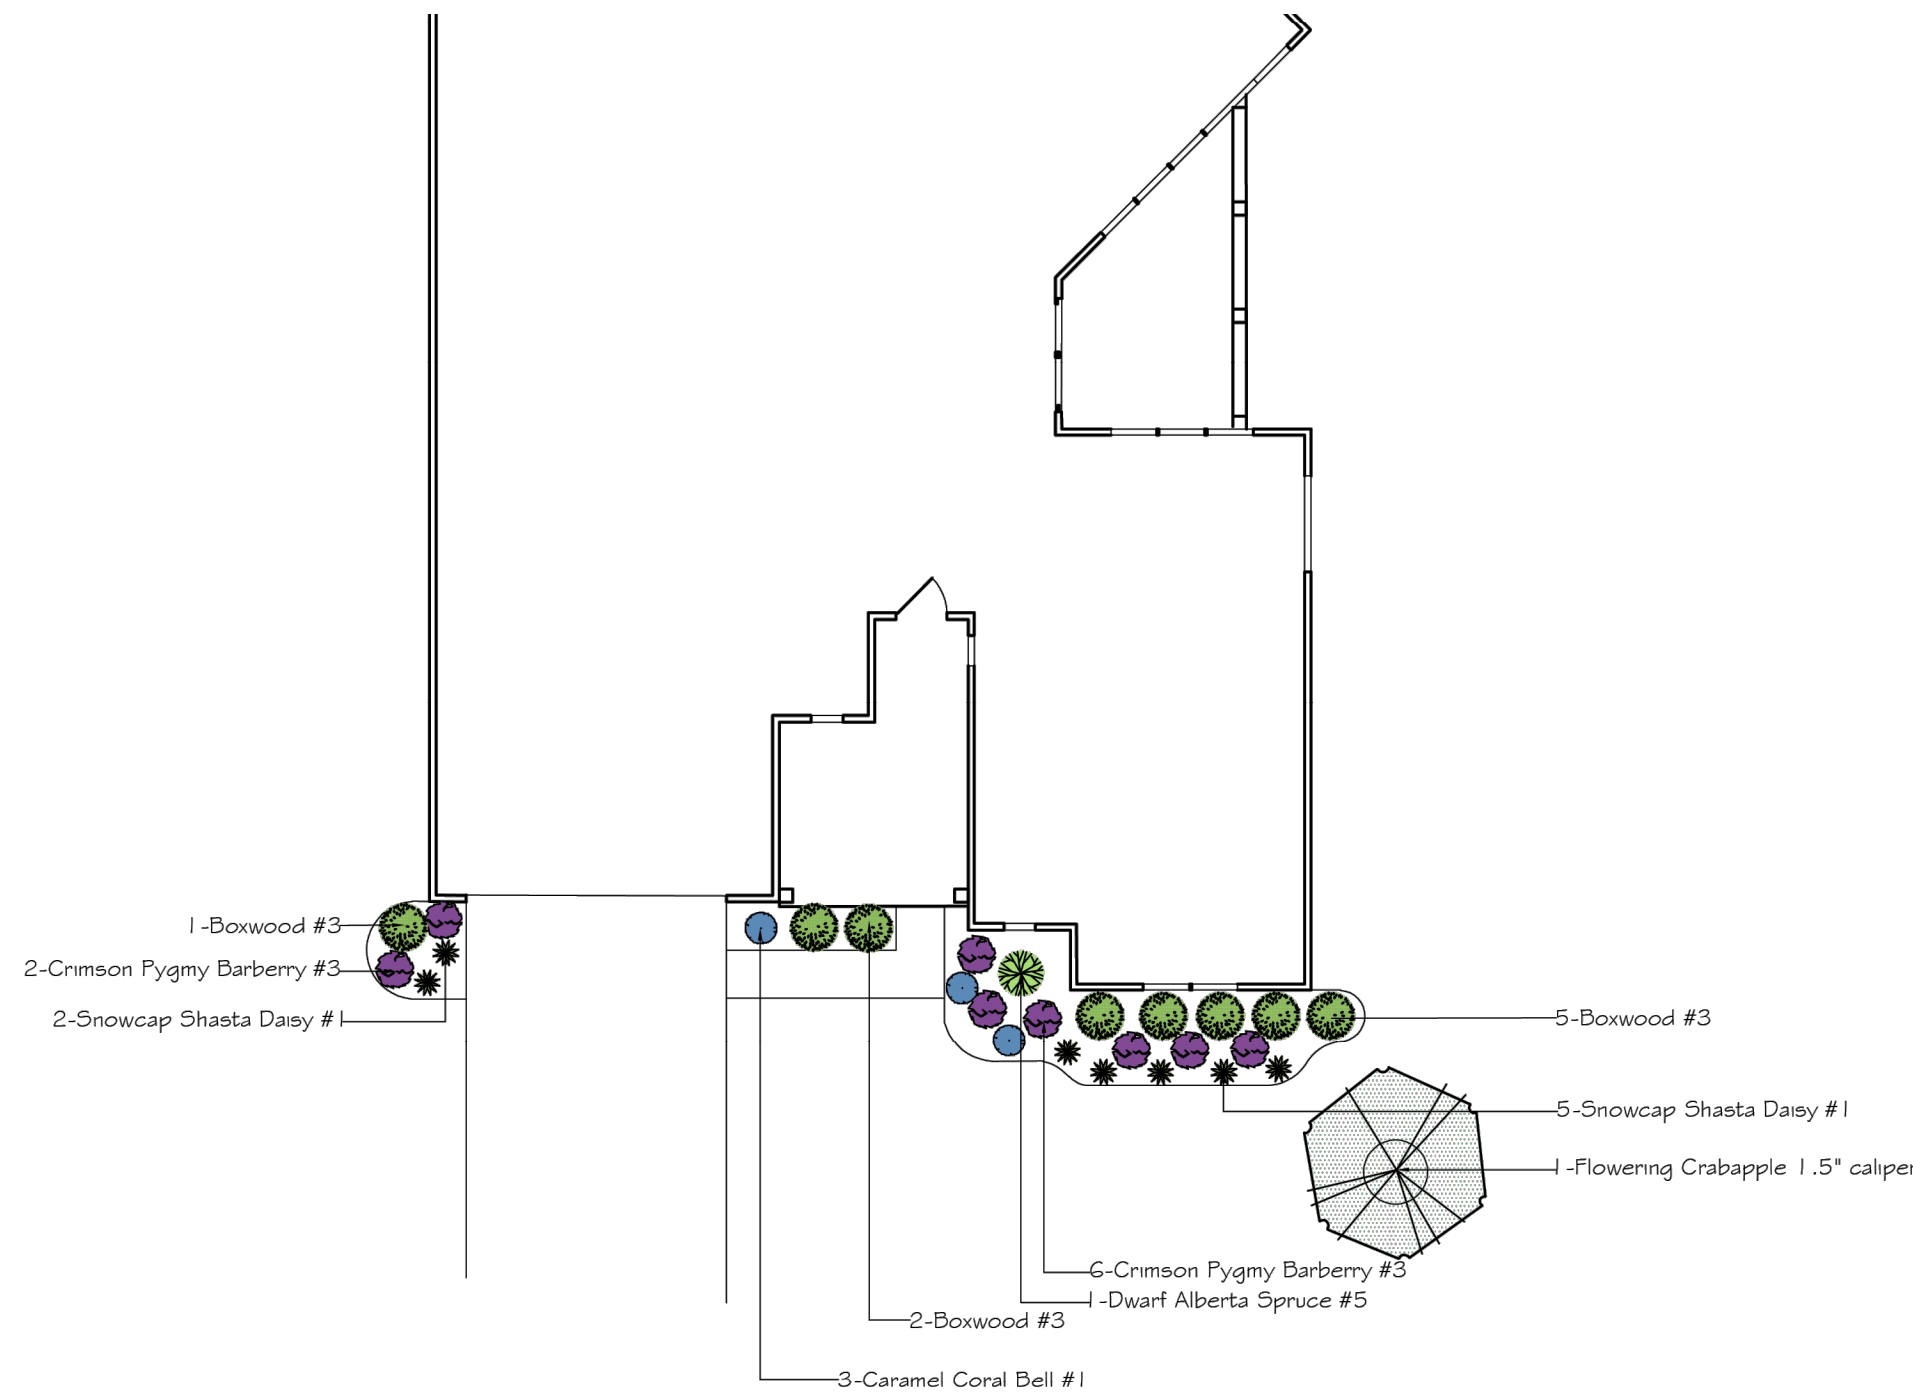 1-Boxwood #3
2-Crimson Pygmy Barberry #3
2-Snowcap Shasta Daisy #1
5-Boxwood #3
5-Snowcap Shasta Daisy #1
1-Flowering Crabapple 1.5" caliper
6-Crimson Pygmy Barberry #3
1-Dwarf Alberta Spruce #5
2-Boxwood #3
3-Caramel Coral Bell #1